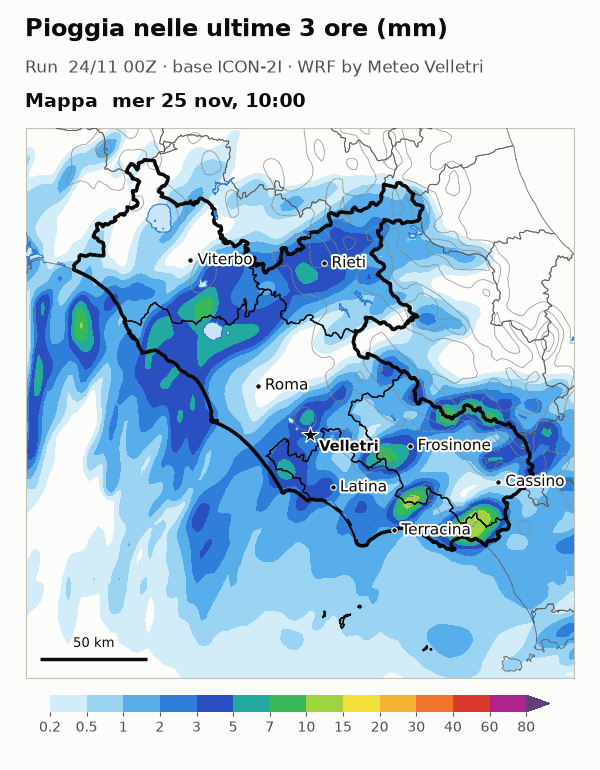 Pioggia nelle ultime 3 ore (mm)
Run  24/11 00Z · base ICON-2I · WRF by Meteo Velletri
Mappa  mer 25 nov, 10:00
Viterbo
Rieti
Roma
Velletri
Frosinone
Cassino
Latina
Terracina
50 km
0.2 0.5 1 2 3 5 7 10 15 20 30 40 60 80